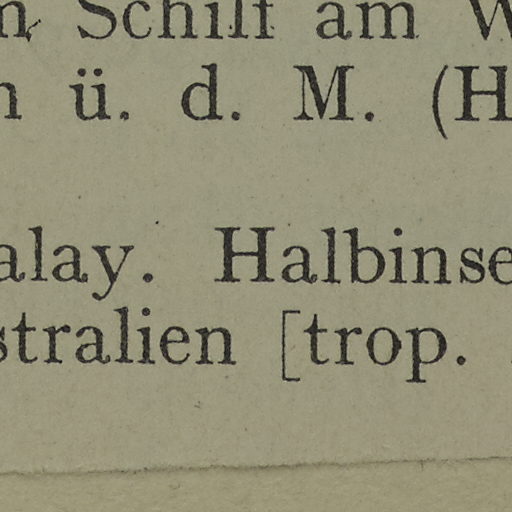 Schilf am
ü. d. M. (H
alay. Halbinse
stralien [trop.